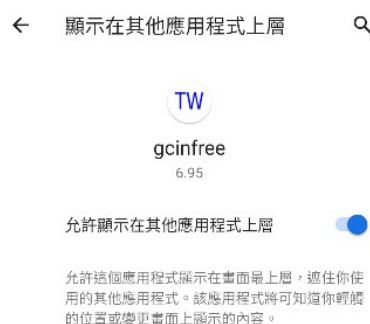 顯示在其他應用程式上層
TW
gcinfree
6.95
允許顯示在其他應用程式上層
允許這個應用程式顯示在畫面最上層，遮住你使
用的其他應用程式。該應用程式將可知道你輕觸
的位置或變更畫面上顯示的內容。